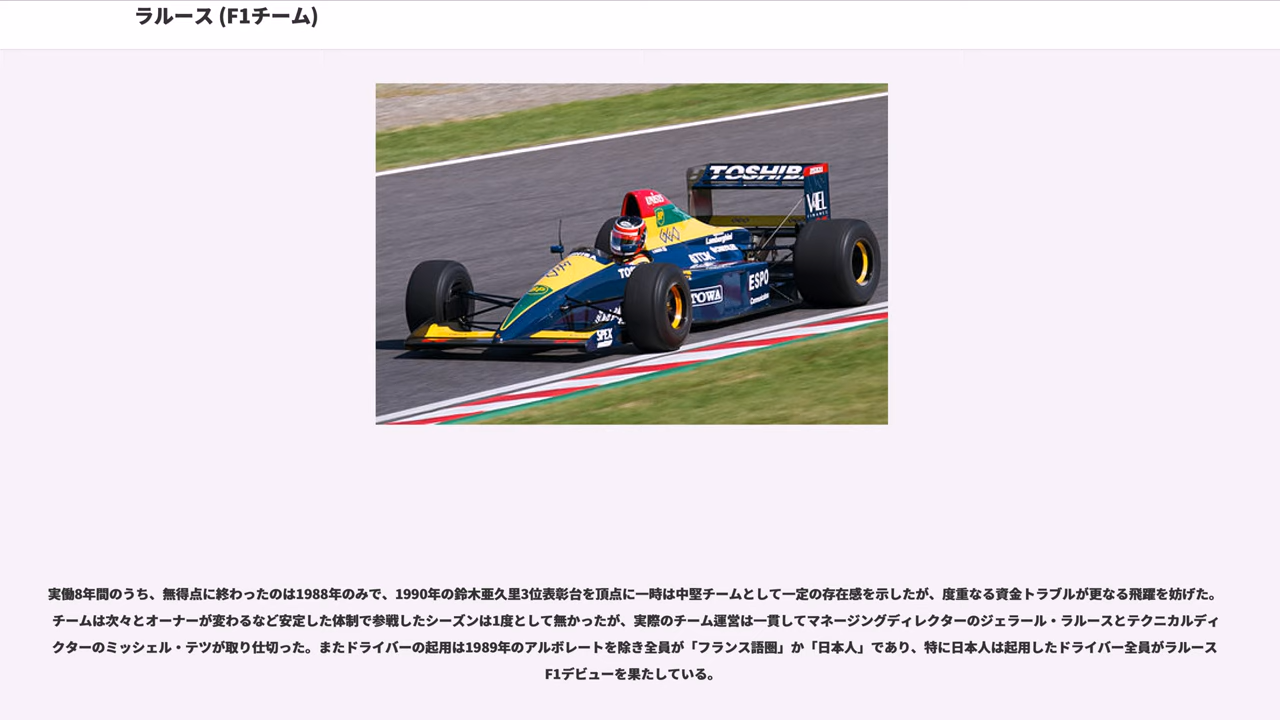 ラルース (F1チーム)
TOSHIB
VAEL
FINANCE
BP
Lamborghini
TO
BP
ESPO
TOWA
SPEX
実働8年間のうち、無得点に終わったのは1988年のみで、1990年の鈴木亜久里3位表彰台を頂点に一時は中堅チームとして一定の存在感を示したが、度重なる資金トラブルが更なる飛躍を妨げた。
チームは次々とオーナーが変わるなど安定した体制で参戦したシーズンは1度として無かったが、実際のチーム運営は一貫してマネージングディレクターのジェラール・ラルースとテクニカルディ
クターのミッシェル・テツが取り仕切った。またドライバーの起用は1989年のアルボレートを除き全員が「フランス語圏」か「日本人」であり、特に日本人は起用したドライバー全員がラルース
F1デビューを果たしている。